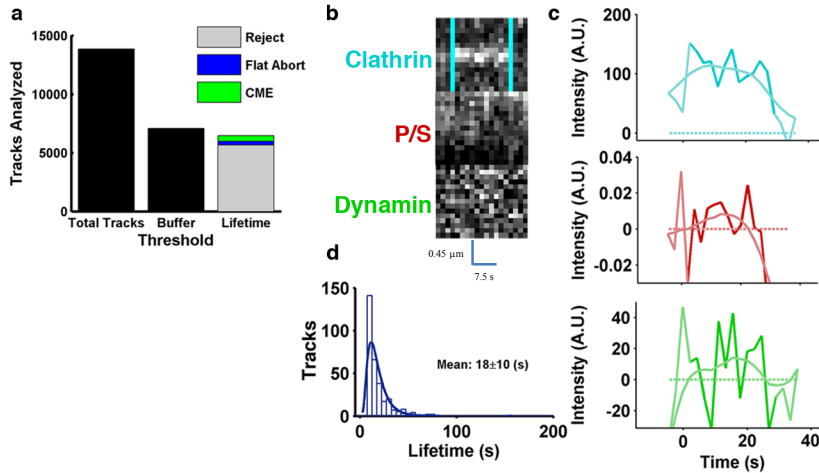 a
Tracks Analyzed
15000
10000
5000
0
Total Tracks
Buffer
Lifetime
Threshold
Reject
Flat Abort
CME
b
Clathrin
P/S
Dynamin
0.45 µm
7.5 s
c
Intensity (A.U.)
200
100
0
Intensity (A.U.)
0.04
0.02
0
-0.02
Intensity (A.U.)
40
20
0
-20
0
20
40
Time (s)
d
Tracks
150
100
50
0
Mean: 18±10 (s)
0
100
200
Lifetime (s)